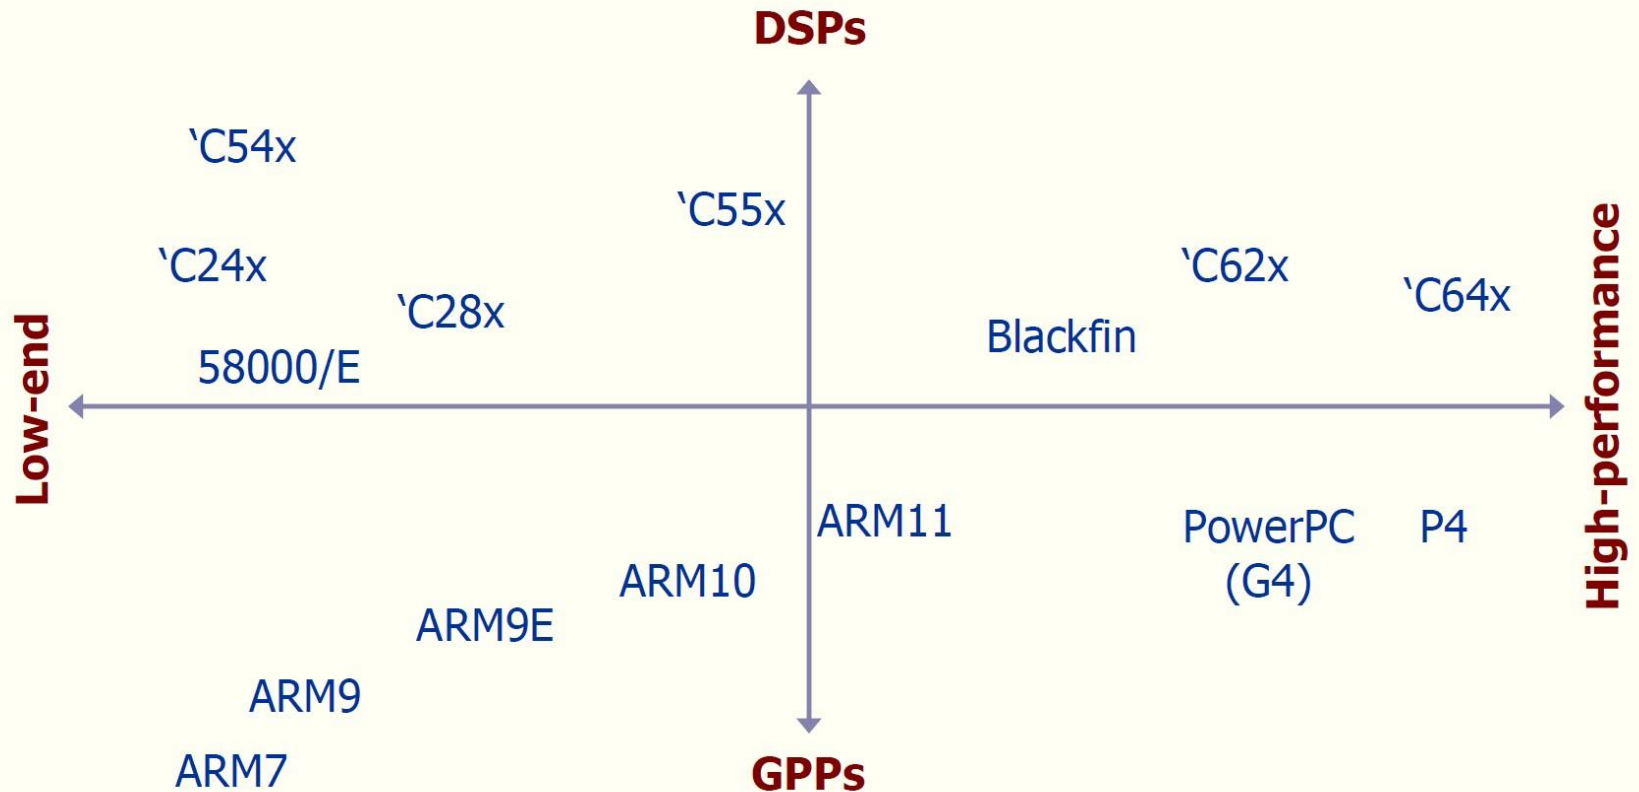 DSPs
‘C54x
‘C55x
‘C24x
‘C62x
‘C64x
‘C28x
Blackfin
58000/E
Low-end
High-performance
ARM11
PowerPC
(G4)
P4
ARM10
ARM9E
ARM9
ARM7
GPPs